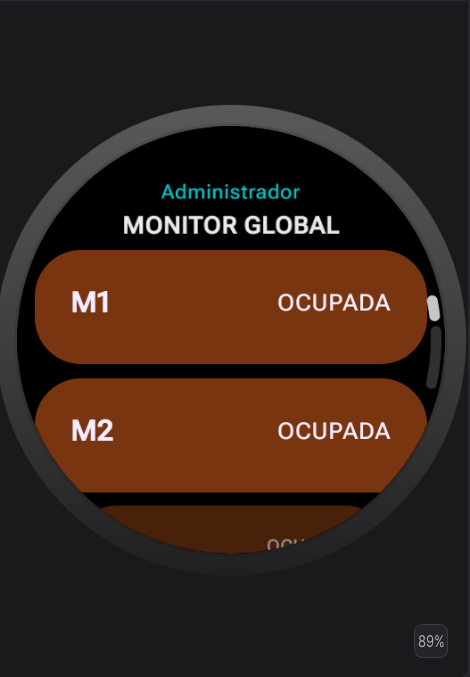 Administrador
MONITOR GLOBAL
M1 OCUPADA
M2 OCUPADA
89%